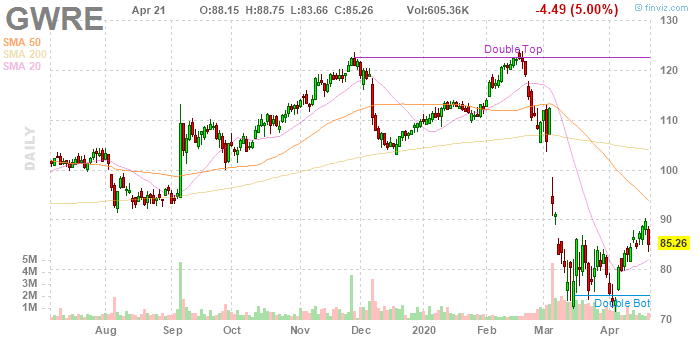 GWRE
Apr 21 O:88.15 H:88.75 L:83.66 C:85.26 Vol:605.36K -4.49 (5.00%)
© finviz.com
SMA 50
SMA 200
SMA 20
DAILY
Double Top
Double Bot
130
120
110
100
90
85.26
80
70
5M
4M
3M
2M
1M
Aug Sep Oct Nov Dec 2020 Feb Mar Apr